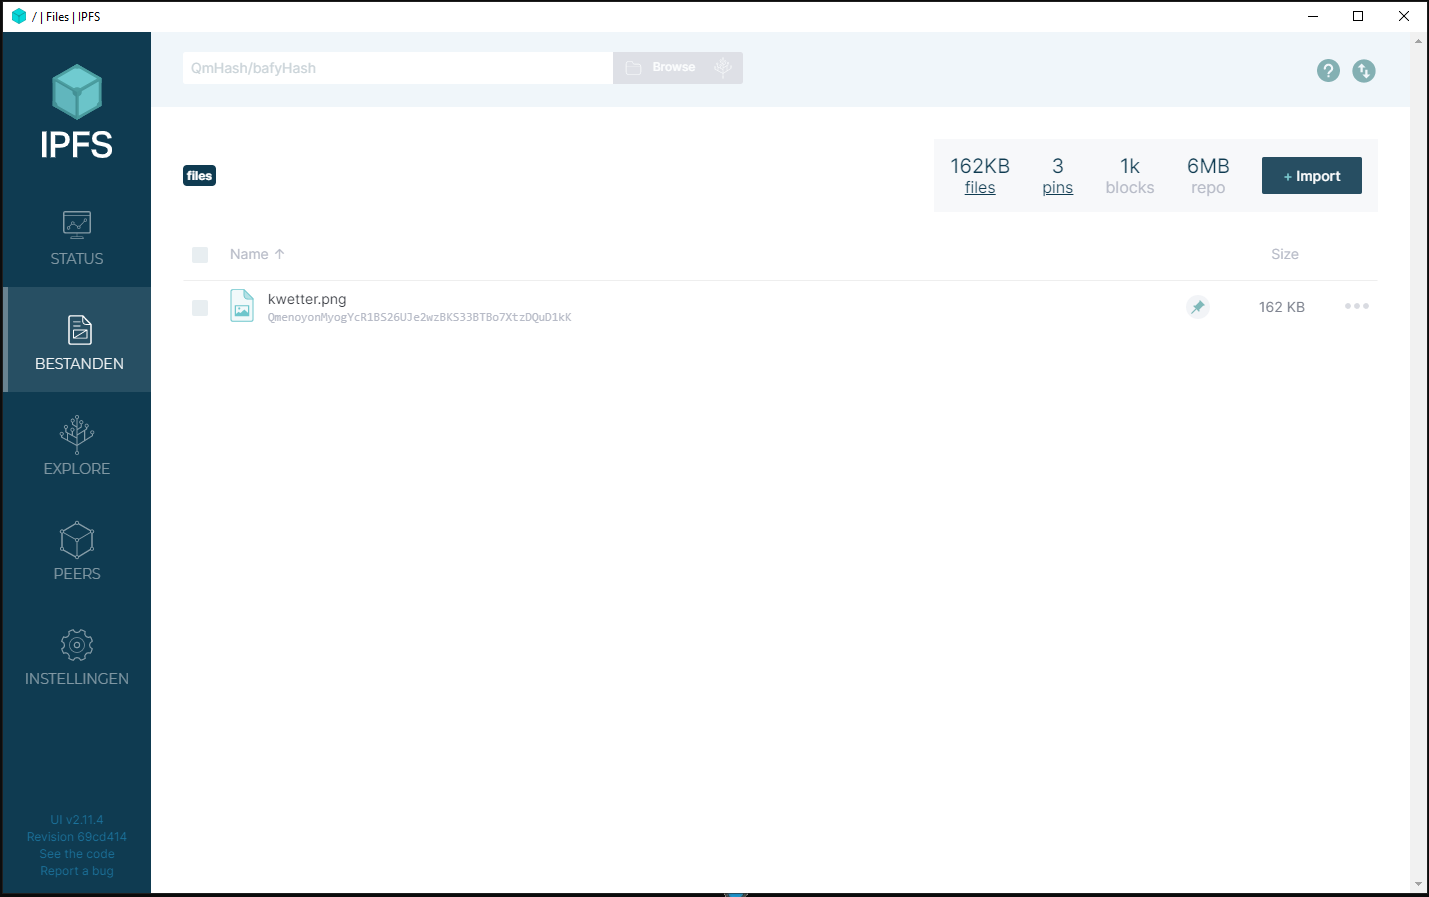 / | Files | IPFS
IPFS
STATUS
BESTANDEN
EXPLORE
PEERS
INSTELLINGEN
UI v2.11.4
Revision 69cd414
See the code
Report a bug
QmHash/bafyHash
Browse
files
162KB
files
3
pins
1k
blocks
6MB
repo
+ Import
Name ↑
Size
kwetter.png
QmenoyonMyogYcR1BS26UJe2wzBKS33BTBo7XtzDQuD1kK
162 KB